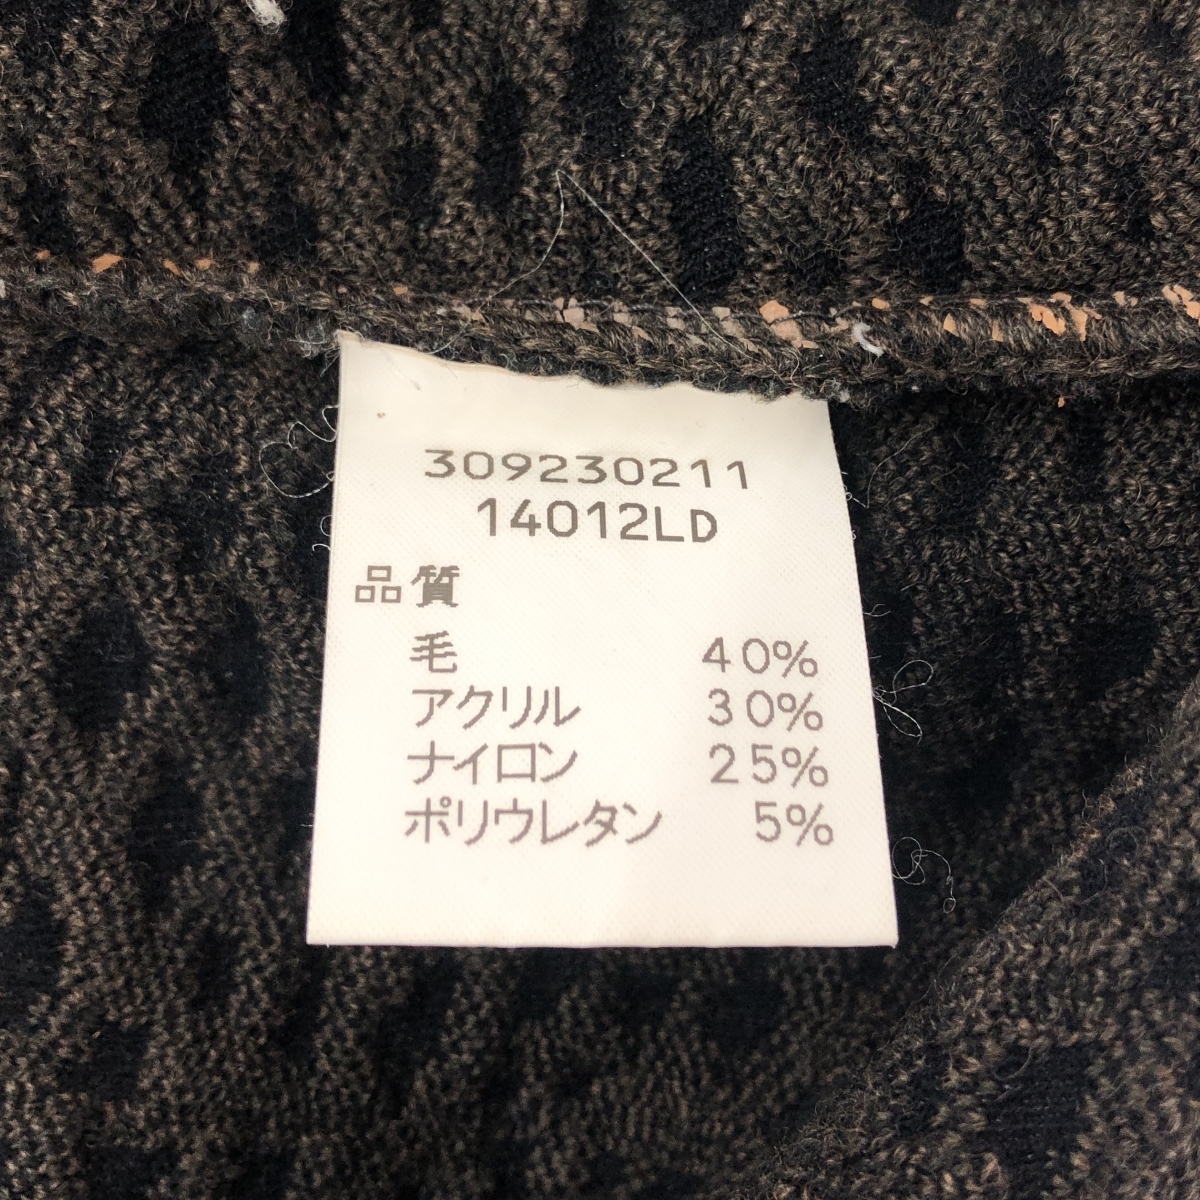 309230211
14012LD
品質
毛 40%
アクリル 30%
ナイロン 25%
ポリウレタン 5%